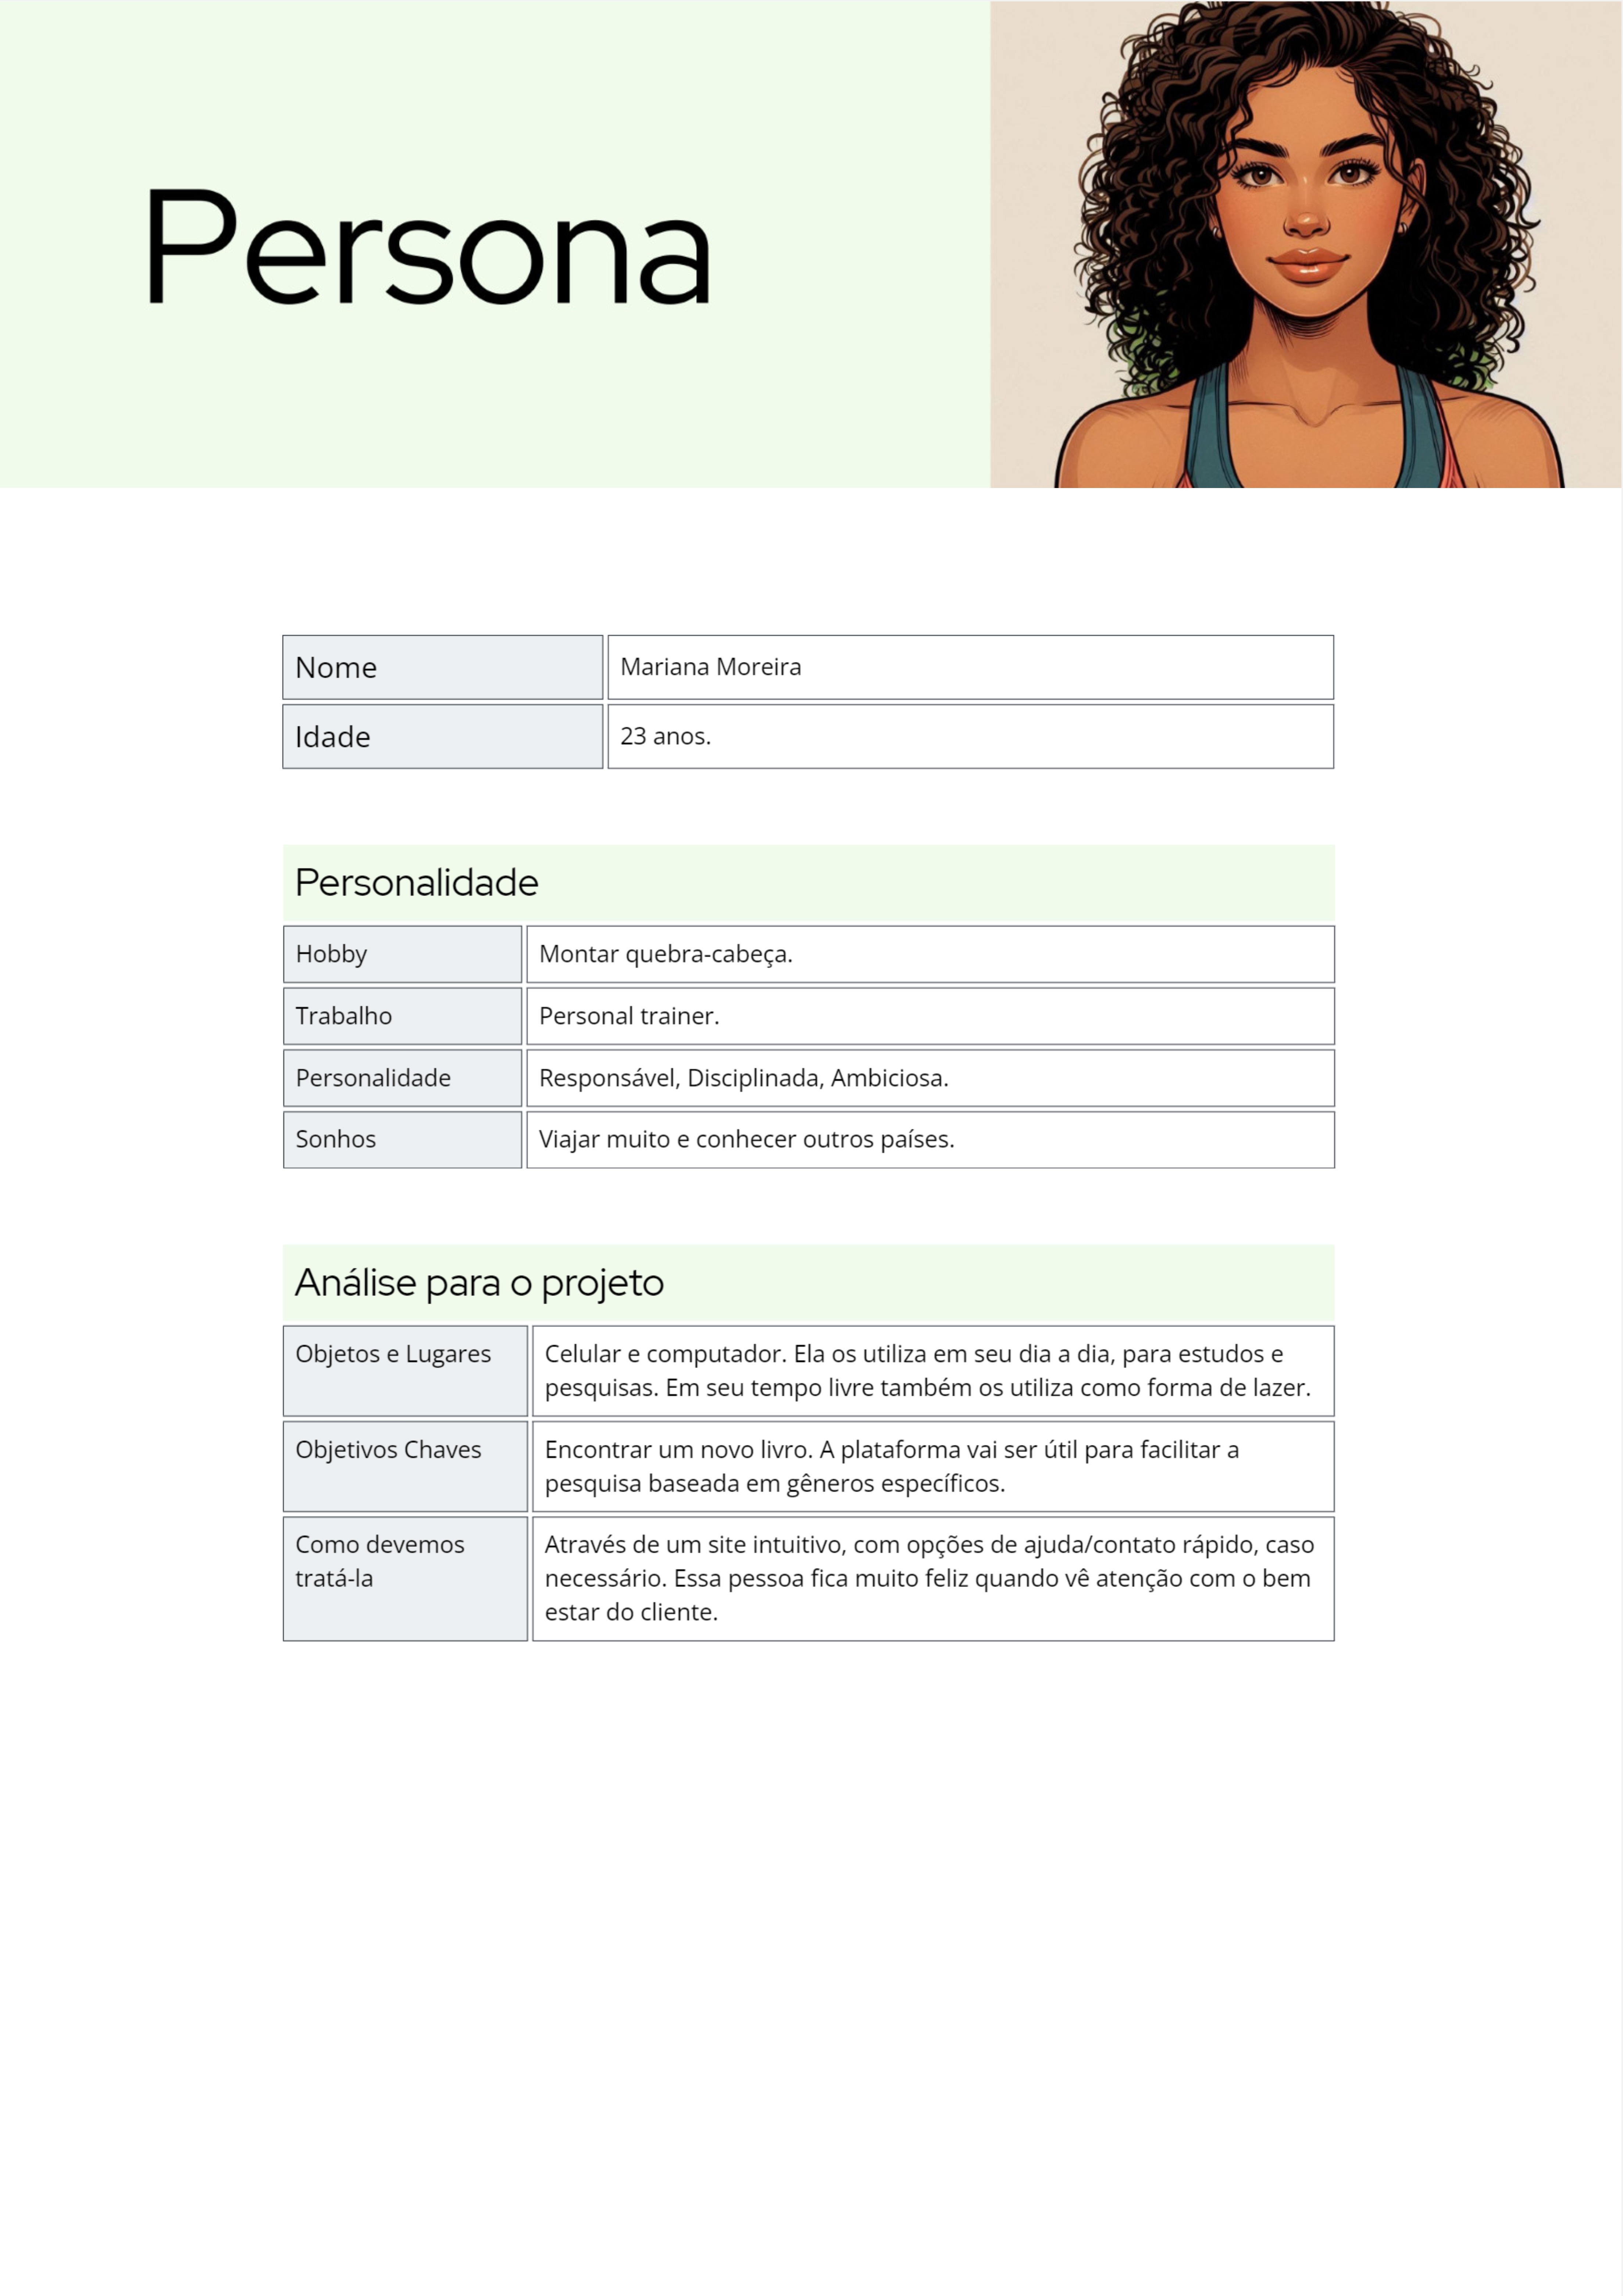 Persona
Nome
Mariana Moreira
Idade
23 anos.
Personalidade
Hobby
Montar quebra-cabeça.
Trabalho
Personal trainer.
Personalidade
Responsável, Disciplinada, Ambiciosa.
Sonhos
Viajar muito e conhecer outros países.
Análise para o projeto
Objetos e Lugares
Celular e computador. Ela os utiliza em seu dia a dia, para estudos e
pesquisas. Em seu tempo livre também os utiliza como forma de lazer.
Objetivos Chaves
Encontrar um novo livro. A plataforma vai ser útil para facilitar a
pesquisa baseada em gêneros específicos.
Como devemos
tratá-la
Através de um site intuitivo, com opções de ajuda/contato rápido, caso
necessário. Essa pessoa fica muito feliz quando vê atenção com o bem
estar do cliente.